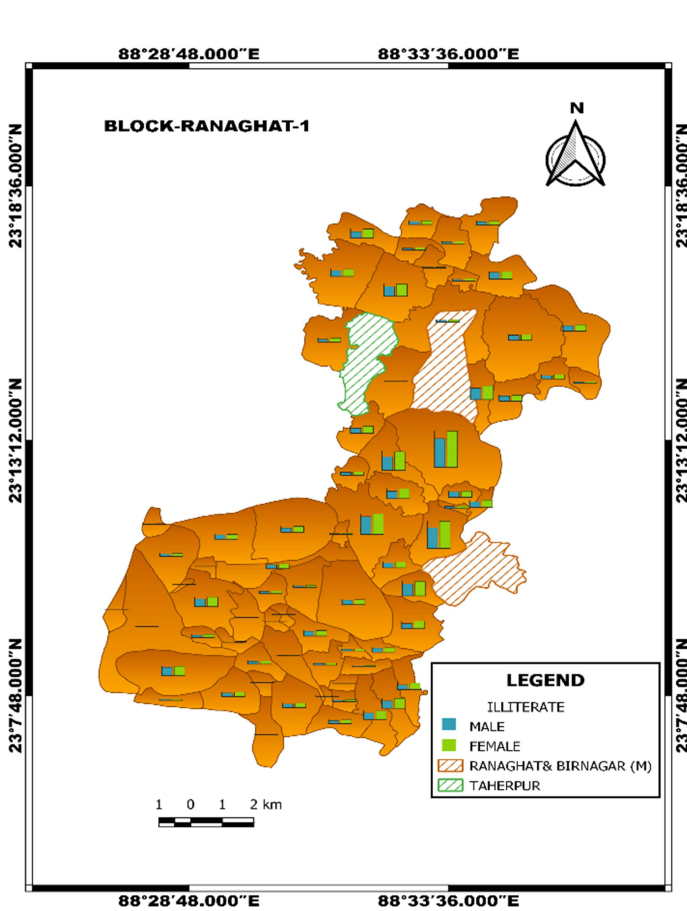 88°28′48.000″E 88°33′36.000″E
BLOCK-RANAGHAT-1
N
23°18′36.000″N 23°18′36.000″N
23°13′12.000″N 23°13′12.000″N
23°7′48.000″N 23°7′48.000″N
LEGEND
ILLITERATE
MALE
FEMALE
RANAGHAT& BIRNAGAR (M)
TAHERPUR
1 0 1 2 km
88°28′48.000″E 88°33′36.000″E